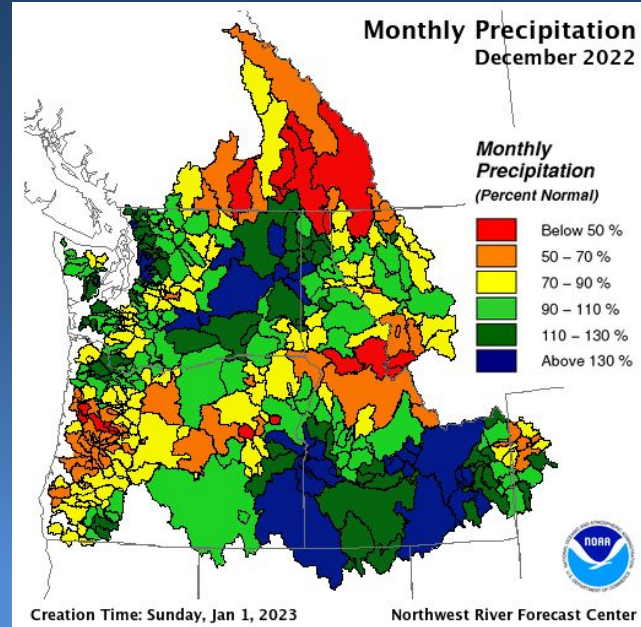 Monthly Precipitation
December 2022
Monthly
Precipitation
(Percent Normal)
Below 50 %
50 – 70 %
70 – 90 %
90 – 110 %
110 – 130 %
Above 130 %
NOAA
Creation Time: Sunday, Jan 1, 2023
Northwest River Forecast Center